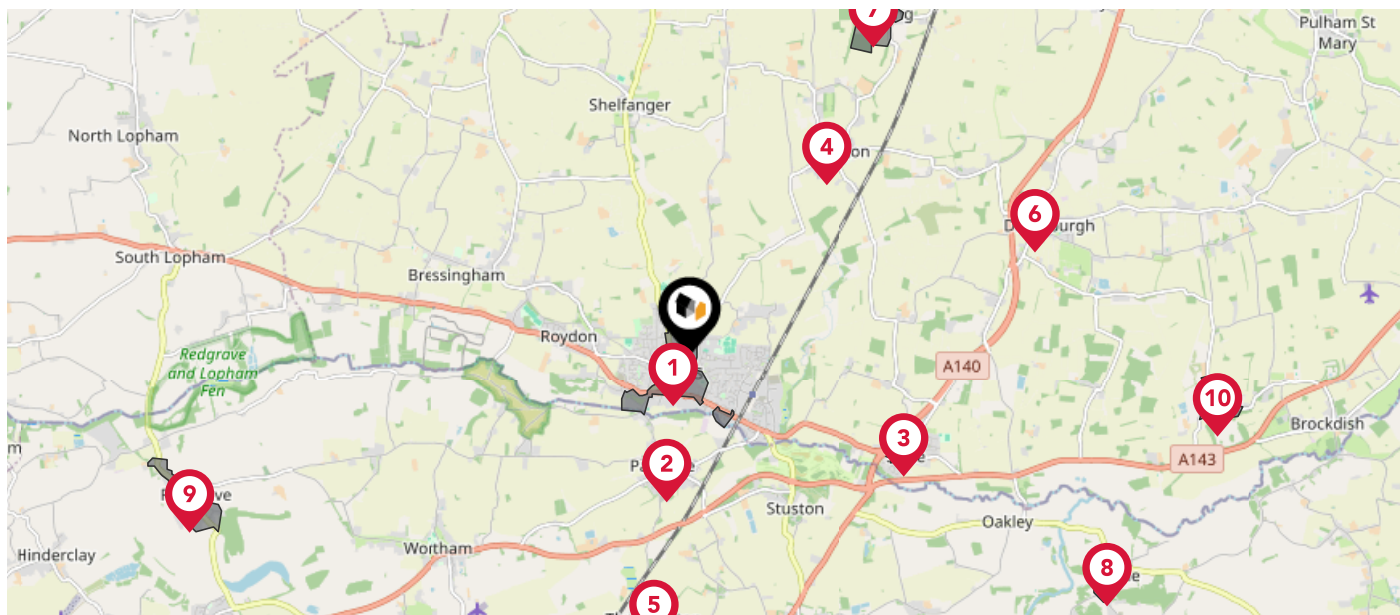 7
Pulham St
Mary
Shelfanger
North Lopham
4
6
South Lopham
Bressingham
Roydon
Redgrave
and Lopham
Fen
1
A140
10
Brockdish
3
2
A143
9
Stuston
Oakley
Wortham
Hinderclay
8
5